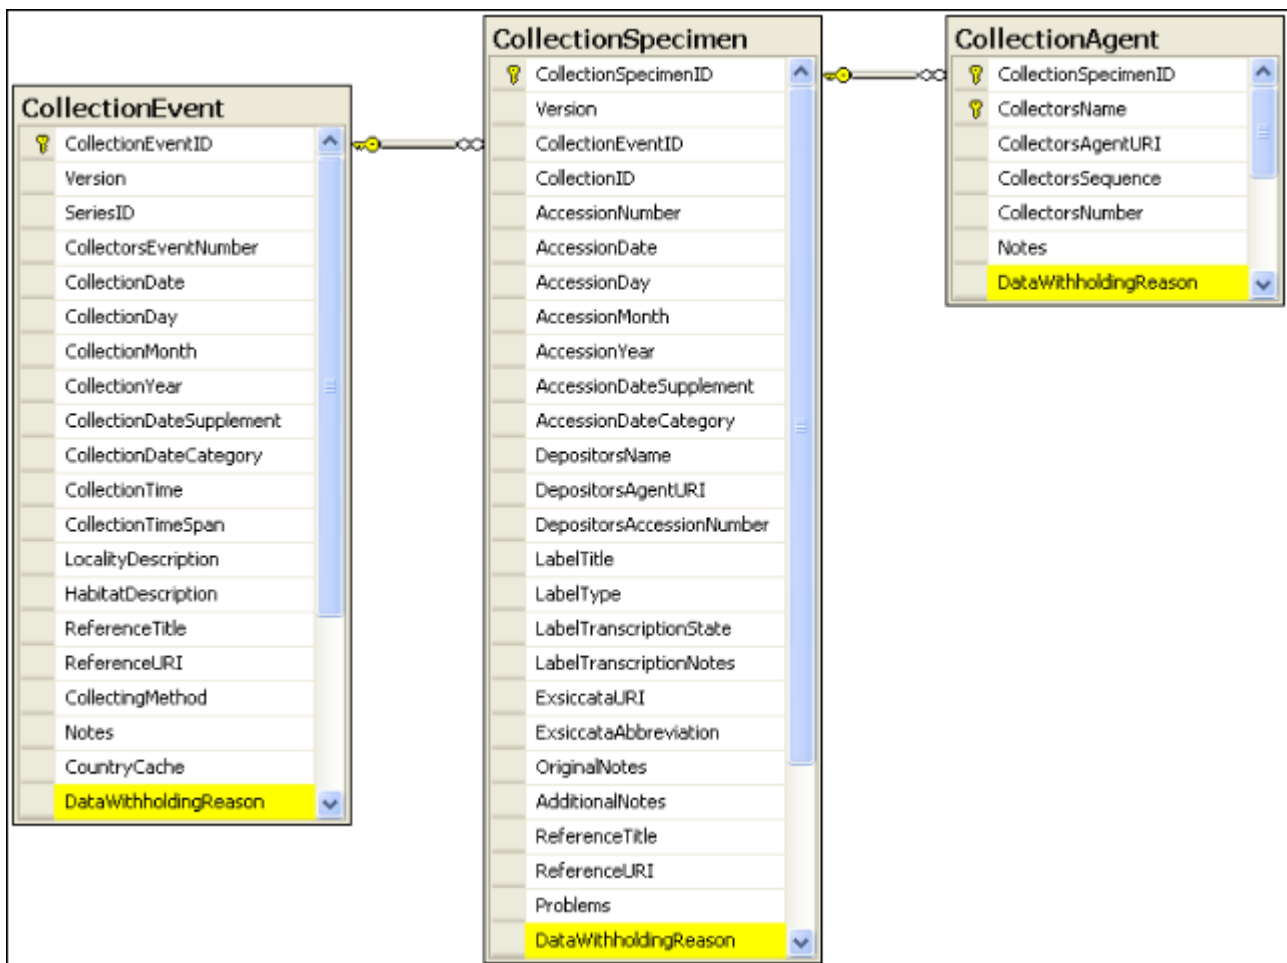 CollectionEvent
CollectionEventID
Version
SeriesID
CollectorsEventNumber
CollectionDate
CollectionDay
CollectionMonth
CollectionYear
CollectionDateSupplement
CollectionDateCategory
CollectionTime
CollectionTimeSpan
LocalityDescription
HabitatDescription
ReferenceTitle
ReferenceURI
CollectingMethod
Notes
CountryCache
DataWithholdingReason
CollectionSpecimen
CollectionSpecimenID
Version
CollectionEventID
CollectionID
AccessionNumber
AccessionDate
AccessionDay
AccessionMonth
AccessionYear
AccessionDateSupplement
AccessionDateCategory
DepositorsName
DepositorsAgentURI
DepositorsAccessionNumber
LabelTitle
LabelType
LabelTranscriptionState
LabelTranscriptionNotes
ExsiccataURI
ExsiccataAbbreviation
OriginalNotes
AdditionalNotes
ReferenceTitle
ReferenceURI
Problems
DataWithholdingReason
CollectionAgent
CollectionSpecimenID
CollectorsName
CollectorsAgentURI
CollectorsSequence
CollectorsNumber
Notes
DataWithholdingReason